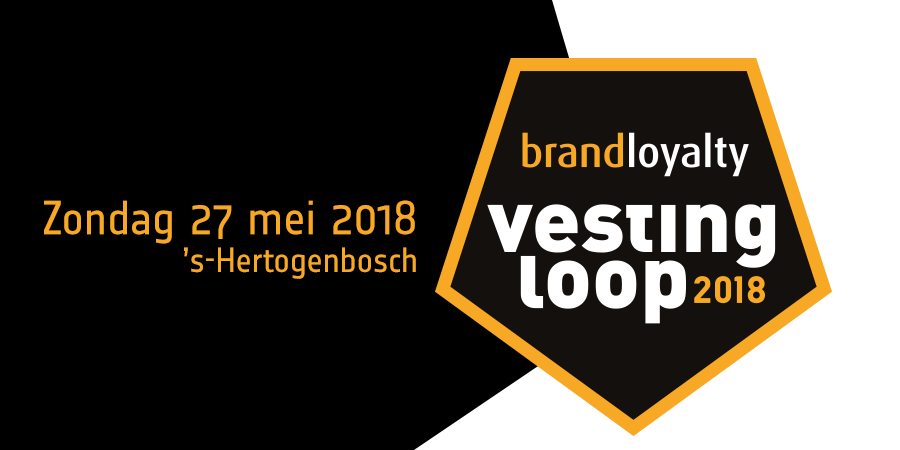 Zondag 27 mei 2018
's-Hertogenbosch
brandloyalty
vesting
loop 2018